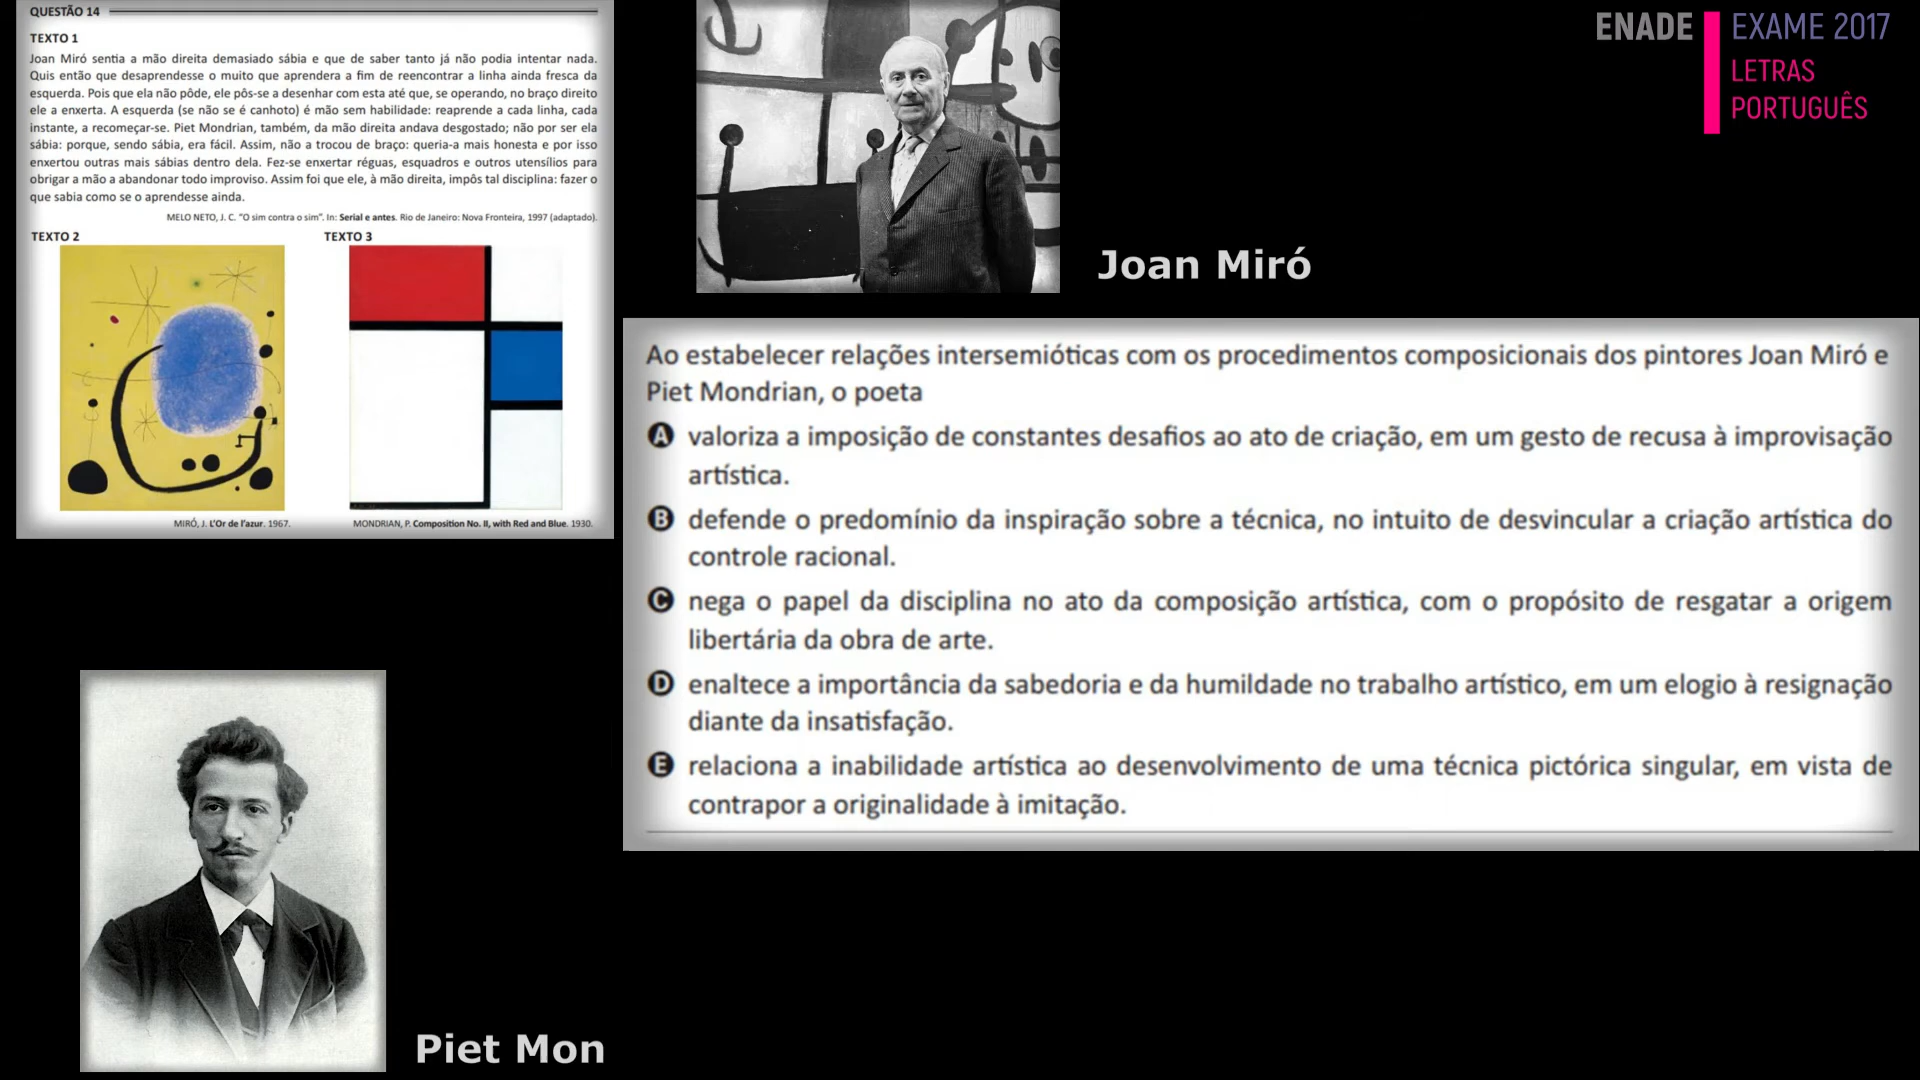 QUESTÃO 14
TEXTO 1
Joan Miró sentia a mão direita demasiado sábia e que de saber tanto já não podia intentar nada.
Quis então que desaprendesse o muito que aprendera a fim de reencontrar a linha ainda fresca da
esquerda. Pois que ela não pôde, ele pôs-se a desenhar com esta até que, se operando, no braço direito
ele a enxerta. A esquerda (se não se é canhoto) é mão sem habilidade: reaprende a cada linha, cada
instante, a recomeçar-se. Piet Mondrian, também, da mão direita andava desgostado; não por ser ela
sábia: porque, sendo sábia, era fácil. Assim, não a trocou de braço: queria-a mais honesta e por isso
enxertou outras mais sábias dentro dela. Fez-se enxertar réguas, esquadros e outros utensílios para
obrigar a mão a abandonar todo improviso. Assim foi que ele, à mão direita, impôs tal disciplina: fazer o
que sabia como se o aprendesse ainda.
MELO NETO, J. C. "O sim contra o sim". In: Serial e antes. Rio de Janeiro: Nova Fronteira, 1997 (adaptado).
TEXTO 2
TEXTO 3
MIRÓ, J. L'Or de l'azur. 1967.
MONDRIAN, P. Composition No. II, with Red and Blue. 1930.
Joan Miró
ENADE
EXAME 2017
LETRAS
PORTUGUÊS
Ao estabelecer relações intersemióticas com os procedimentos composicionais dos pintores Joan Miró e
Piet Mondrian, o poeta
A valoriza a imposição de constantes desafios ao ato de criação, em um gesto de recusa à improvisação
artística.
B defende o predomínio da inspiração sobre a técnica, no intuito de desvincular a criação artística do
controle racional.
C nega o papel da disciplina no ato da composição artística, com o propósito de resgatar a origem
libertária da obra de arte.
D enaltece a importância da sabedoria e da humildade no trabalho artístico, em um elogio à resignação
diante da insatisfação.
E relaciona a inabilidade artística ao desenvolvimento de uma técnica pictórica singular, em vista de
contrapor a originalidade à imitação.
Piet Mon